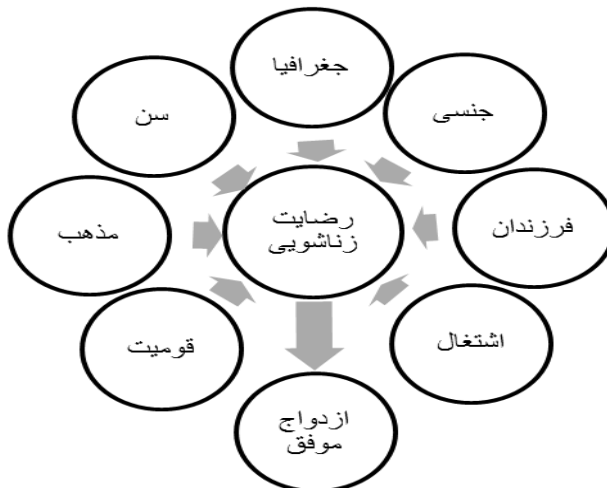 جغرافیا
جنسی
سن
فرزندان
رضایت
زناشویی
مذهب
اشتغال
قومیت
ازدواج
موفق